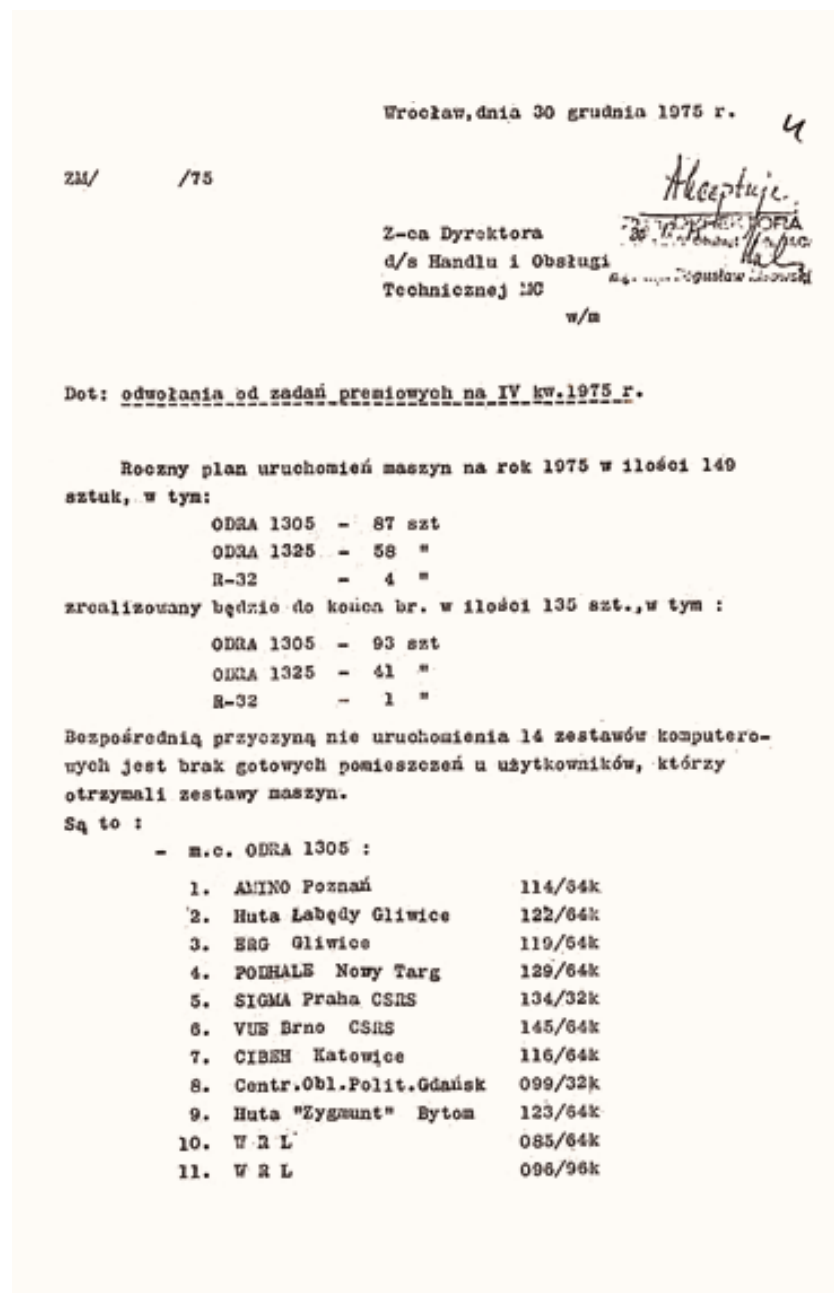 Wrocław,dnia 30 grudnia 1975 r.
4
ZM/ /75
Akceptuję.
Z-ca Dyrektora
d/s Handlu i Obsługi
Technicznej MC
w/m
Bogusław
Dot: odwołania od zadań premiowych na IV kw.1975 r.
Roczny plan uruchomień maszyn na rok 1975 w ilości 149
sztuk, w tym:
ODRA 1305 - 87 szt
ODRA 1325 - 58 "
R-32 - 4 "
zrealizowany będzie do końca br. w ilości 135 szt.,w tym :
ODRA 1305 - 93 szt
ODRA 1325 - 41 "
R-32 - 1 "
Bezpośrednią przyczyną nie uruchomienia 14 zestawów komputero-
wych jest brak gotowych pomieszczeń u użytkowników, którzy
otrzymali zestawy maszyn.
Są to :
- m.c. ODRA 1305 :
1. AMINO Poznań 114/64k
2. Huta Łabędy Gliwice 122/64k
3. ERG Gliwice 119/64k
4. PODHALE Nowy Targ 129/64k
5. SIGMA Praha CSRS 134/32k
6. VUB Brno CSRS 145/64k
7. CIBEH Katowice 116/64k
8. Centr.Obl.Polit.Gdańsk 099/32k
9. Huta "Zygmunt" Bytom 123/64k
10. W R L 085/64k
11. W R L 096/96k